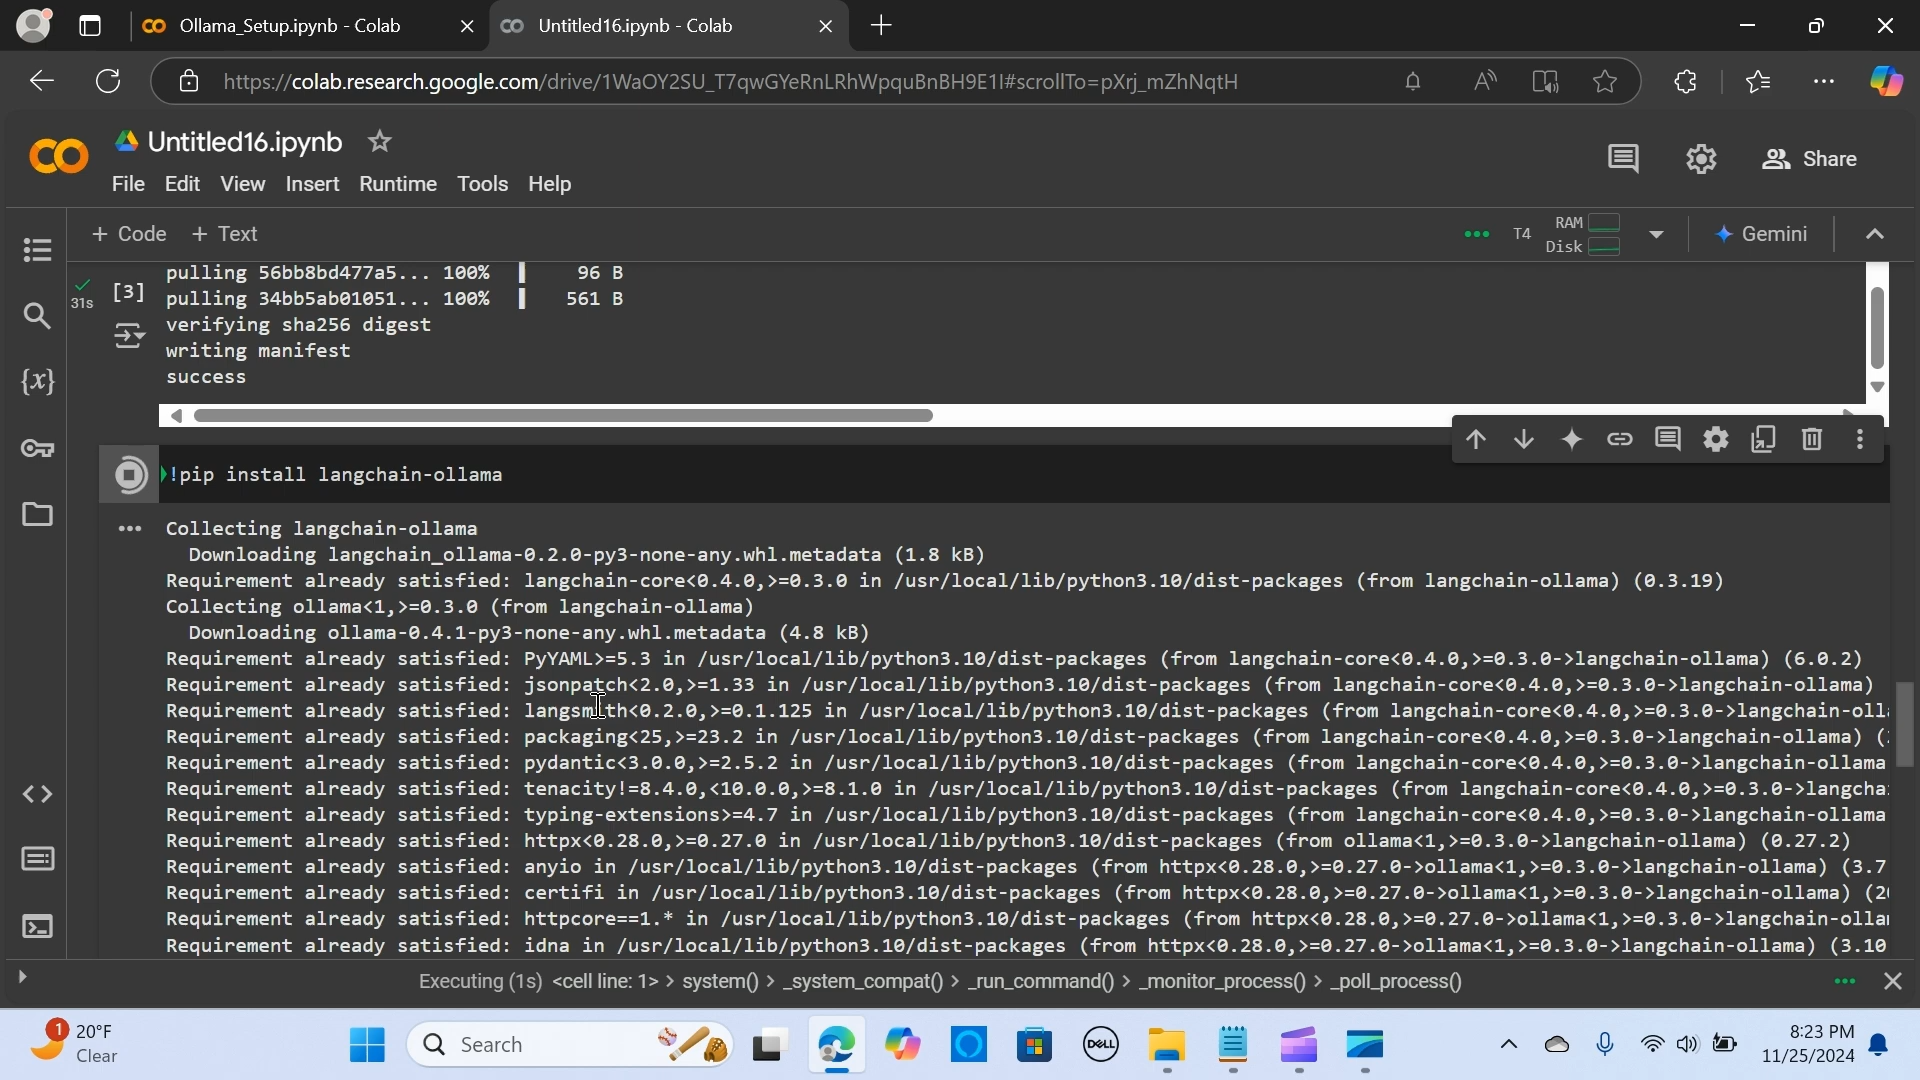 Ollama_Setup.ipynb - Colab
Untitled16.ipynb - Colab
https://colab.research.google.com/drive/1WaOY2SU_T7qwGYeRnLRhWpquBnBH9E1I#scrollTo=pXrj_mZhNqtH
Untitled16.ipynb
Share
File Edit View Insert Runtime Tools Help
+ Code + Text
T4
RAM
Disk
Gemini
31s
[3]
pulling 56bb8bd477a5... 100% 96 B
pulling 34bb5ab01051... 100% 561 B
verifying sha256 digest
writing manifest
success
!pip install langchain-ollama
Collecting langchain-ollama
Downloading langchain_ollama-0.2.0-py3-none-any.whl.metadata (1.8 kB)
Requirement already satisfied: langchain-core<0.4.0,>=0.3.0 in /usr/local/lib/python3.10/dist-packages (from langchain-ollama) (0.3.19)
Collecting ollama<1,>=0.3.0 (from langchain-ollama)
Downloading ollama-0.4.1-py3-none-any.whl.metadata (4.8 kB)
Requirement already satisfied: PyYAML>=5.3 in /usr/local/lib/python3.10/dist-packages (from langchain-core<0.4.0,>=0.3.0->langchain-ollama) (6.0.2)
Requirement already satisfied: jsonpatch<2.0,>=1.33 in /usr/local/lib/python3.10/dist-packages (from langchain-core<0.4.0,>=0.3.0->langchain-ollama)
Requirement already satisfied: langsmith<0.2.0,>=0.1.125 in /usr/local/lib/python3.10/dist-packages (from langchain-core<0.4.0,>=0.3.0->langchain-oll
Requirement already satisfied: packaging<25,>=23.2 in /usr/local/lib/python3.10/dist-packages (from langchain-core<0.4.0,>=0.3.0->langchain-ollama) (
Requirement already satisfied: pydantic<3.0.0,>=2.5.2 in /usr/local/lib/python3.10/dist-packages (from langchain-core<0.4.0,>=0.3.0->langchain-ollama
Requirement already satisfied: tenacity!=8.4.0,<10.0.0,>=8.1.0 in /usr/local/lib/python3.10/dist-packages (from langchain-core<0.4.0,>=0.3.0->langcha
Requirement already satisfied: typing-extensions>=4.7 in /usr/local/lib/python3.10/dist-packages (from langchain-core<0.4.0,>=0.3.0->langchain-ollama
Requirement already satisfied: httpx<0.28.0,>=0.27.0 in /usr/local/lib/python3.10/dist-packages (from ollama<1,>=0.3.0->langchain-ollama) (0.27.2)
Requirement already satisfied: anyio in /usr/local/lib/python3.10/dist-packages (from httpx<0.28.0,>=0.27.0->ollama<1,>=0.3.0->langchain-ollama) (3.7
Requirement already satisfied: certifi in /usr/local/lib/python3.10/dist-packages (from httpx<0.28.0,>=0.27.0->ollama<1,>=0.3.0->langchain-ollama) (2
Requirement already satisfied: httpcore==1.* in /usr/local/lib/python3.10/dist-packages (from httpx<0.28.0,>=0.27.0->ollama<1,>=0.3.0->langchain-olla
Requirement already satisfied: idna in /usr/local/lib/python3.10/dist-packages (from httpx<0.28.0,>=0.27.0->ollama<1,>=0.3.0->langchain-ollama) (3.10
Executing (1s) <cell line: 1> > system() > _system_compat() > _run_command() > _monitor_process() > _poll_process()
1
20°F
Clear
Search
DELL
8:23 PM
11/25/2024